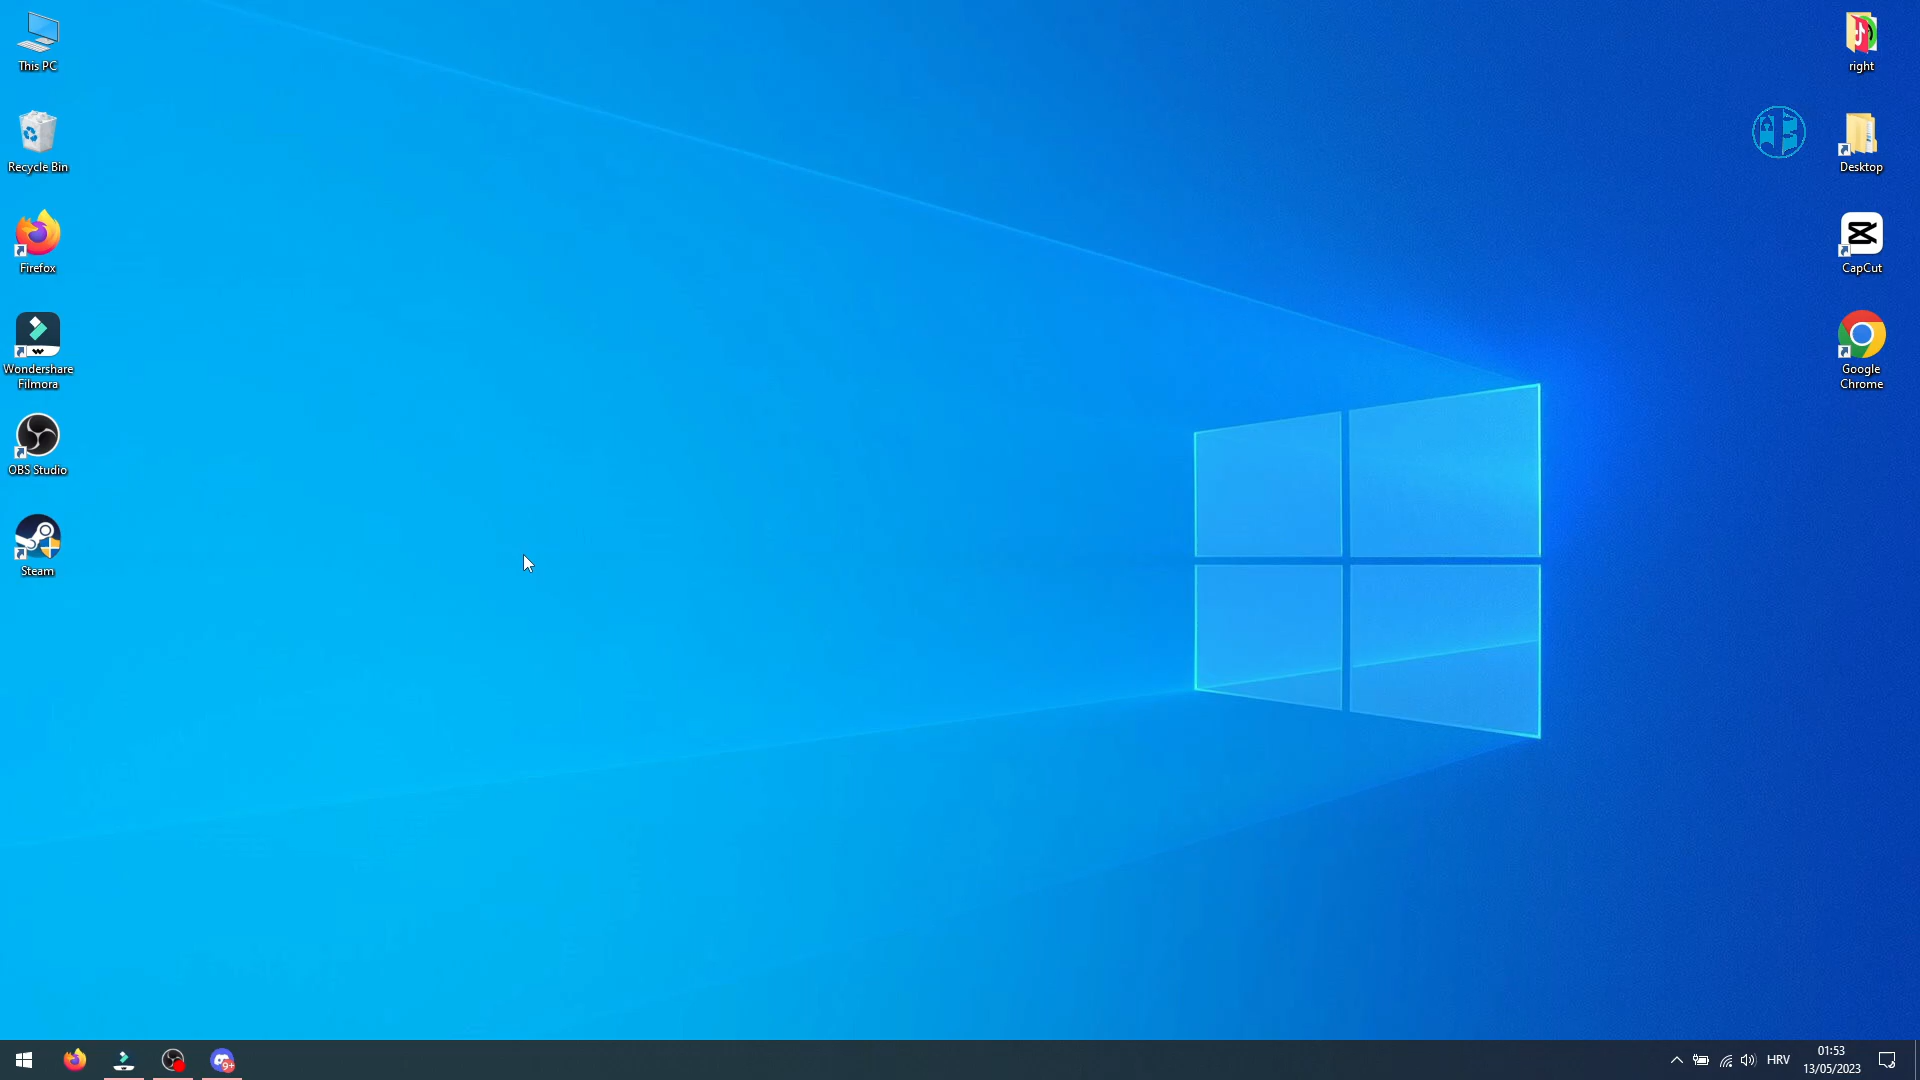 This PC
Recycle Bin
Firefox
Wondershare
Filmora
OBS Studio
Steam
right
Desktop
CapCut
Google
Chrome
9+
HRV
01:53
13/05/2023